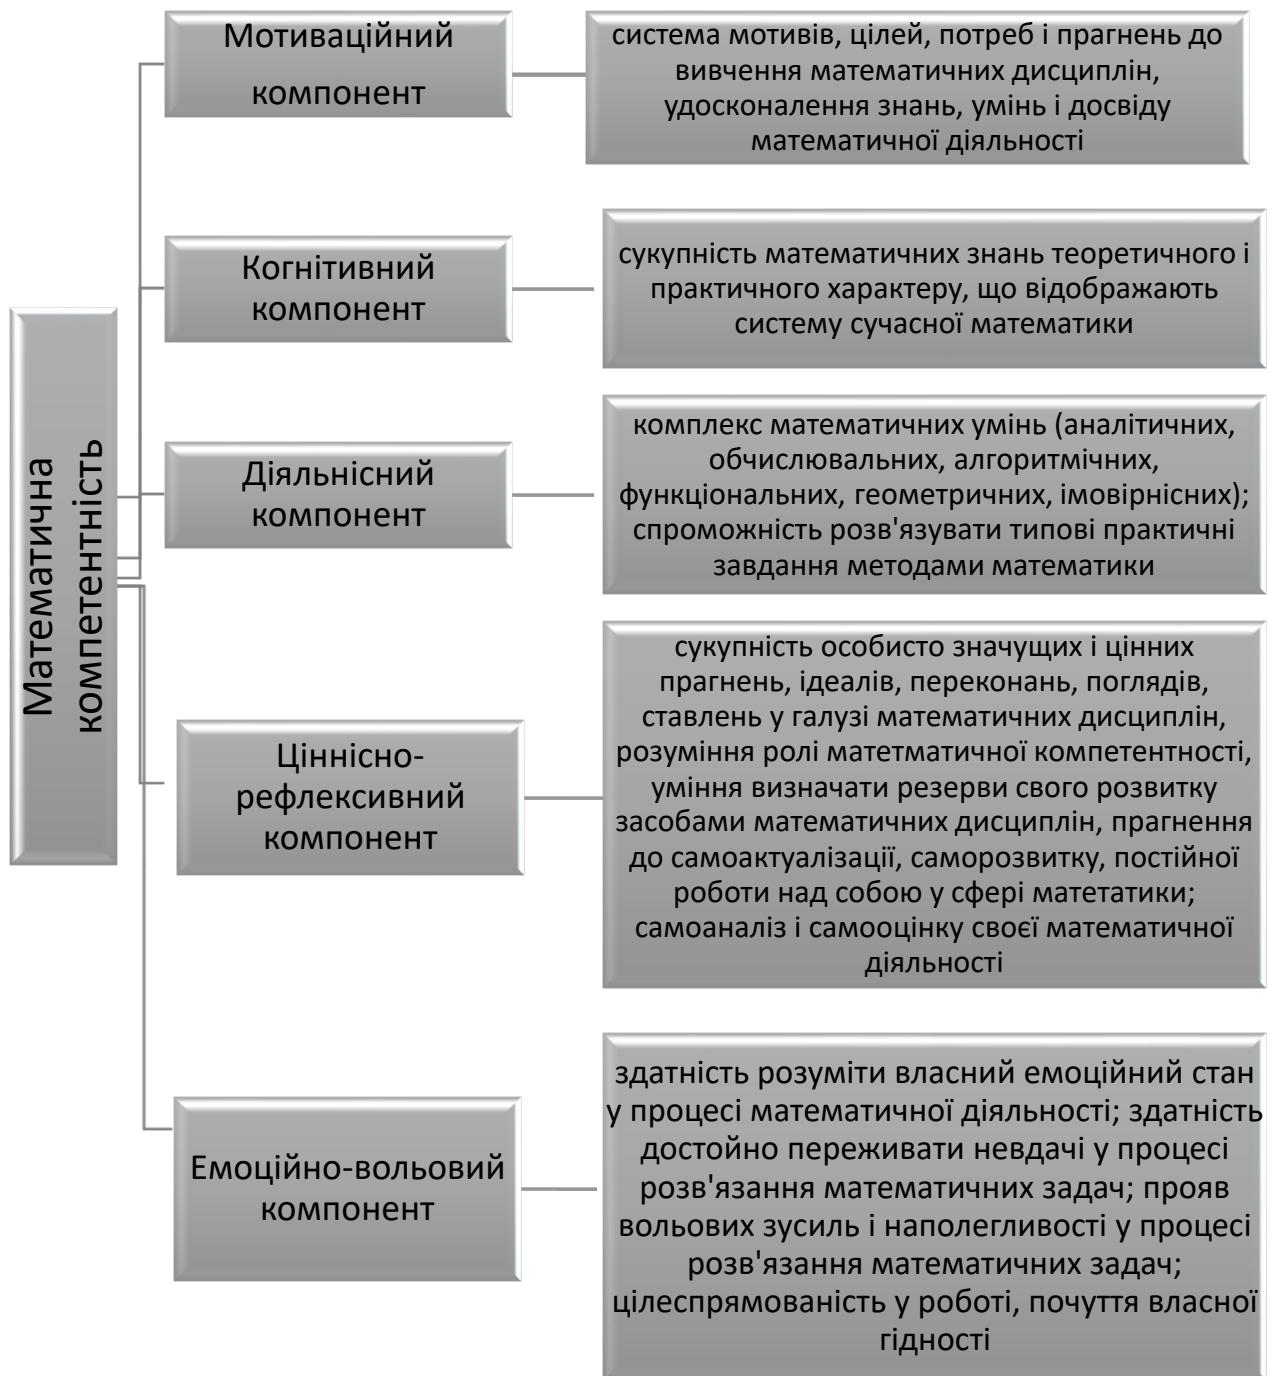 Математична
компетентність
Мотиваційний
компонент
система мотивів, цілей, потреб і прагнень до
вивчення математичних дисциплін,
удосконалення знань, умінь і досвіду
математичної діяльності
Когнітивний
компонент
сукупність математичних знань теоретичного і
практичного характеру, що відображають
систему сучасної математики
Діяльнісний
компонент
комплекс математичних умінь (аналітичних,
обчислювальних, алгоритмічних,
функціональних, геометричних, імовірнісних);
спроможність розв'язувати типові практичні
завдання методами математики
Ціннісно-
рефлексивний
компонент
сукупність особисто значущих і цінних
прагнень, ідеалів, переконань, поглядів,
ставлень у галузі математичних дисциплін,
розуміння ролі матетматичної компетентності,
уміння визначати резерви свого розвитку
засобами математичних дисциплін, прагнення
до самоактуалізації, саморозвитку, постійної
роботи над собою у сфері матетатики;
самоаналіз і самооцінку своєї математичної
діяльності
Емоційно-вольовий
компонент
здатність розуміти власний емоційний стан
у процесі математичної діяльності; здатність
достойно переживати невдачі у процесі
розв'язання математичних задач; прояв
вольових зусиль і наполегливості у процесі
розв'язання математичних задач;
цілеспрямованість у роботі, почуття власної
гідності